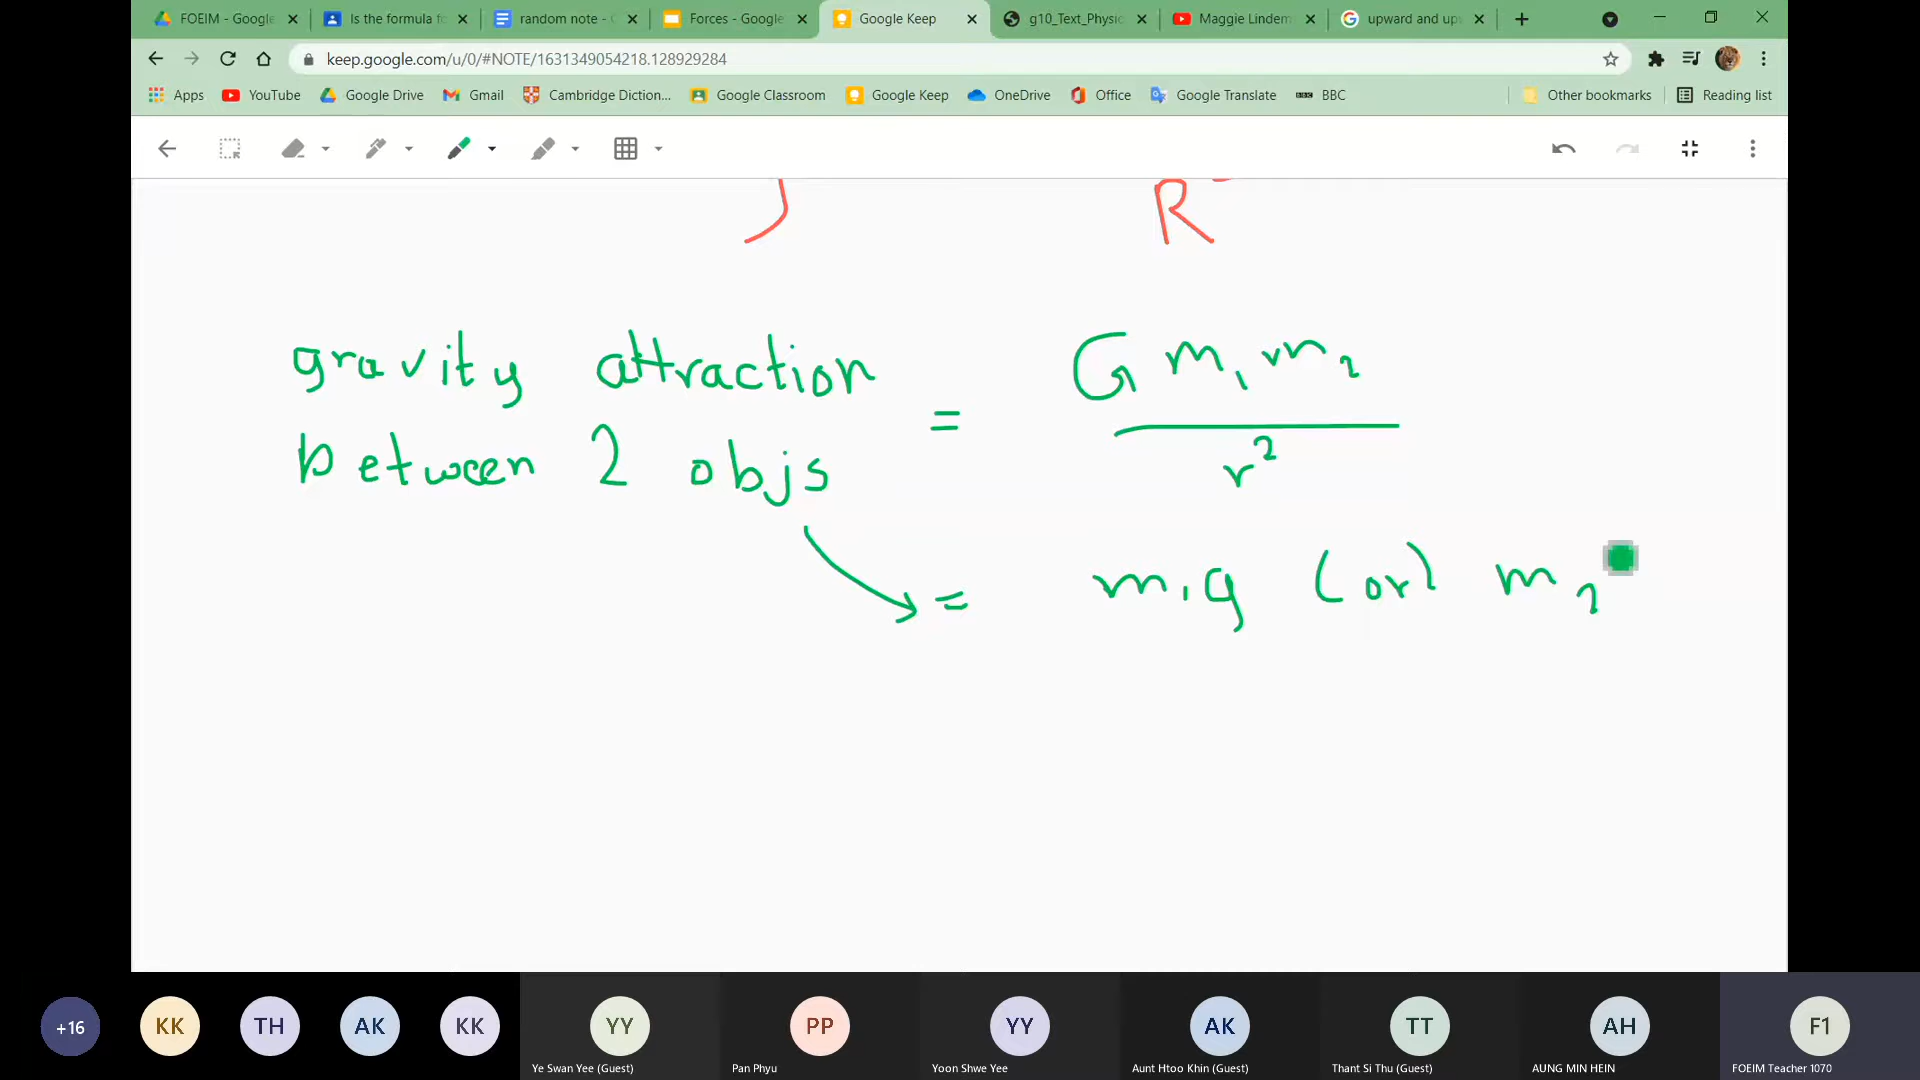 FOEIM - Google
Is the formula f
random note -
Forces - Google
Google Keep
g10_Text_Physic
Maggie Lindem
upward and up
keep.google.com/u/0/#NOTE/1631349054218.128929284
Apps
YouTube
Google Drive
Gmail
Cambridge Diction...
Google Classroom
Google Keep
OneDrive
Office
Google Translate
BBC
Other bookmarks
Reading list
R
gravity attraction
between 2 objs
=
G m₁ m₂
r²
= m₁g (or) m₂
+16
KK
TH
AK
KK
YY
PP
YY
AK
TT
AH
F1
Ye Swan Yee (Guest)
Pan Phyu
Yoon Shwe Yee
Aunt Htoo Khin (Guest)
Thant Si Thu (Guest)
AUNG MIN HEIN
FOEIM Teacher 1070